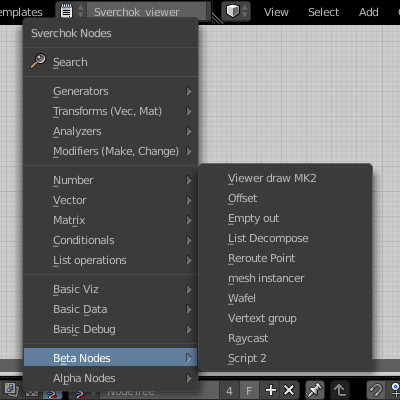 emplates Sverchok_viewer View Select Add
Sverchok Nodes
Search
Generators
Transforms (Vec, Mat)
Analyzers
Modifiers (Make, Change)
Number
Vector
Matrix
Conditionals
List operations
Basic Viz
Basic Data
Basic Debug
Beta Nodes
Alpha Nodes
Viewer draw MK2
Offset
Empty out
List Decompose
Reroute Point
mesh instancer
Wafel
Vertext group
Raycast
Script 2
NodeTree 4 F